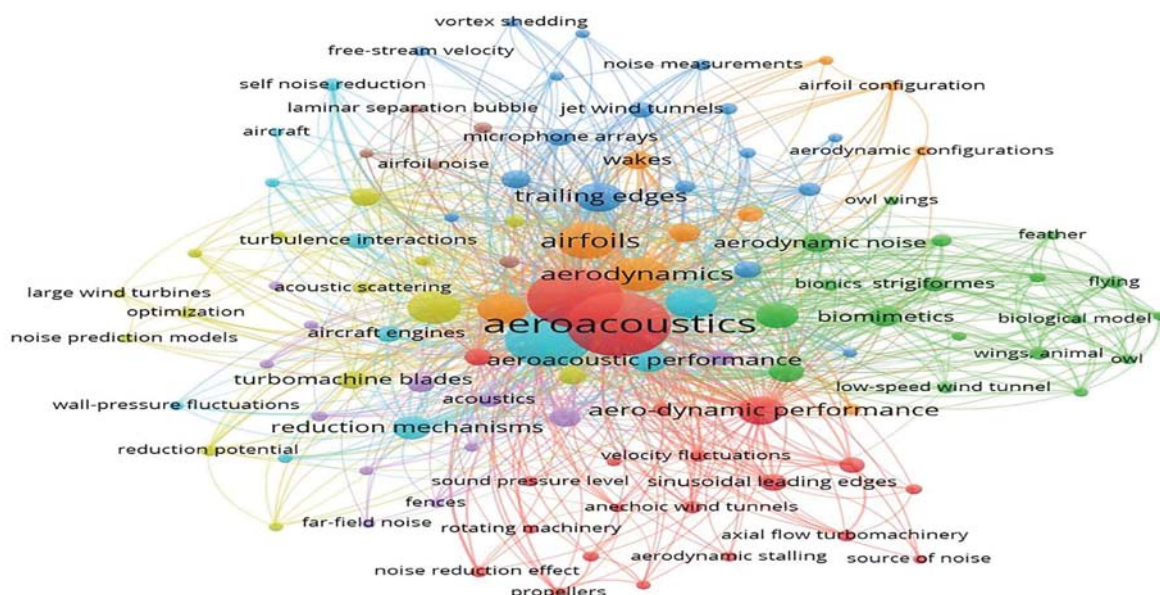 vortex shedding
free-stream velocity
noise measurements
self noise reduction
airfoil configuration
laminar separation bubble
jet wind tunnels
aircraft
microphone arrays
aerodynamic configurations
airfoil noise
wakes
trailing edges
owl wings
turbulence interactions
airfoils
aerodynamic noise
feather
aerodynamics
large wind turbines
acoustic scattering
bionics
strigiformes
flying
optimization
aeroacoustics
biomimetics
biological model
noise prediction models
aircraft engines
aeroacoustic performance
wings, animal
owl
turbomachine blades
low-speed wind tunnel
wall-pressure fluctuations
acoustics
aero-dynamic performance
reduction mechanisms
reduction potential
velocity fluctuations
sound pressure level
sinusoidal leading edges
fences
anechoic wind tunnels
far-field noise
rotating machinery
axial flow turbomachinery
aerodynamic stalling
source of noise
noise reduction effect
propellers